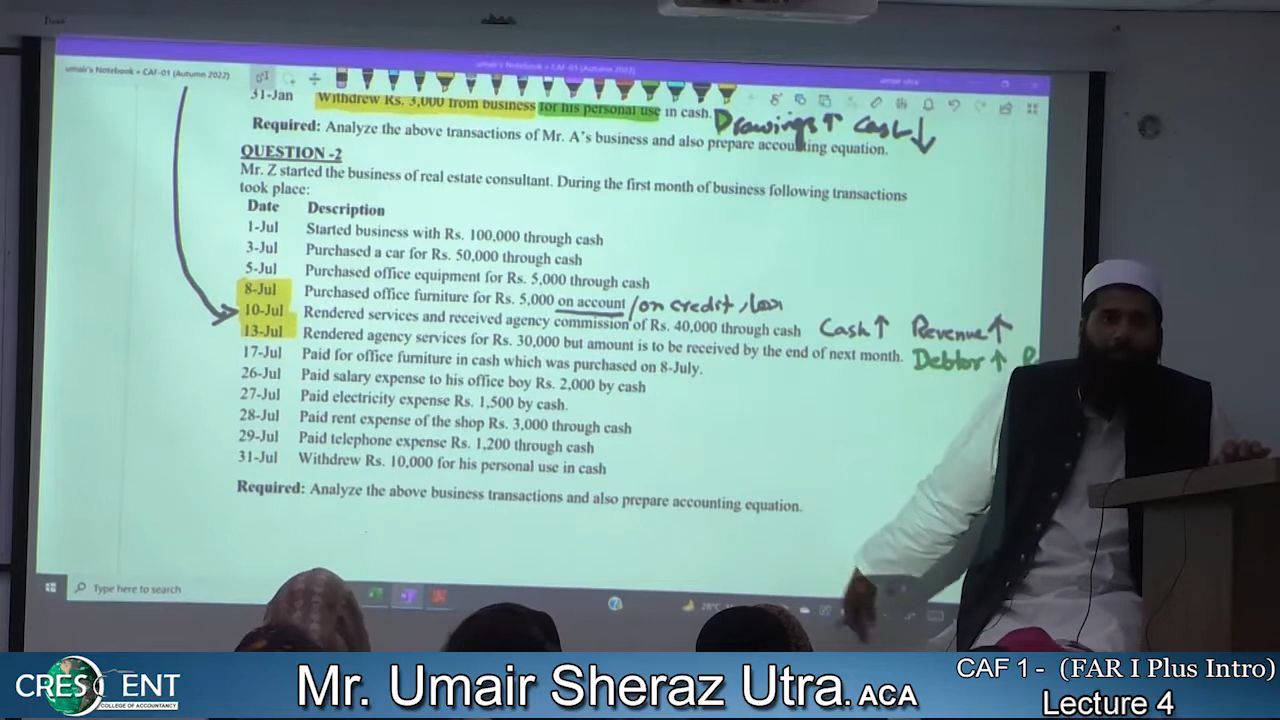 umair's Notebook » CAF-01 (Autumn 2022)
umair's Notebook » CAF-01 (Autumn 2022)
umair utra
31-Jan Withdrew Rs. 3,000 from business for his personal use in cash. Drawings↑ Cash↓
Required: Analyze the above transactions of Mr. A's business and also prepare accounting equation.
QUESTION -2
Mr. Z started the business of real estate consultant. During the first month of business following transactions
took place:
Date Description
1-Jul Started business with Rs. 100,000 through cash
3-Jul Purchased a car for Rs. 50,000 through cash
5-Jul Purchased office equipment for Rs. 5,000 through cash
8-Jul Purchased office furniture for Rs. 5,000 on account /on credit,
10-Jul Rendered services and received agency commission of Rs. 40,000 through cash Cash↑ Revenue↑
13-Jul Rendered agency services for Rs. 30,000 but amount is to be received by the end of next month. Debtor↑
17-Jul Paid for office furniture in cash which was purchased on 8-July.
26-Jul Paid salary expense to his office boy Rs. 2,000 by cash
27-Jul Paid electricity expense Rs. 1,500 by cash.
28-Jul Paid rent expense of the shop Rs. 3,000 through cash
29-Jul Paid telephone expense Rs. 1,200 through cash
31-Jul Withdrew Rs. 10,000 for his personal use in cash
Required: Analyze the above business transactions and also prepare accounting equation.
Type here to search
CRESCENT
COLLEGE OF ACCOUNTANCY
Mr. Umair Sheraz Utra. ACA
CAF 1 - (FAR I Plus Intro)
Lecture 4